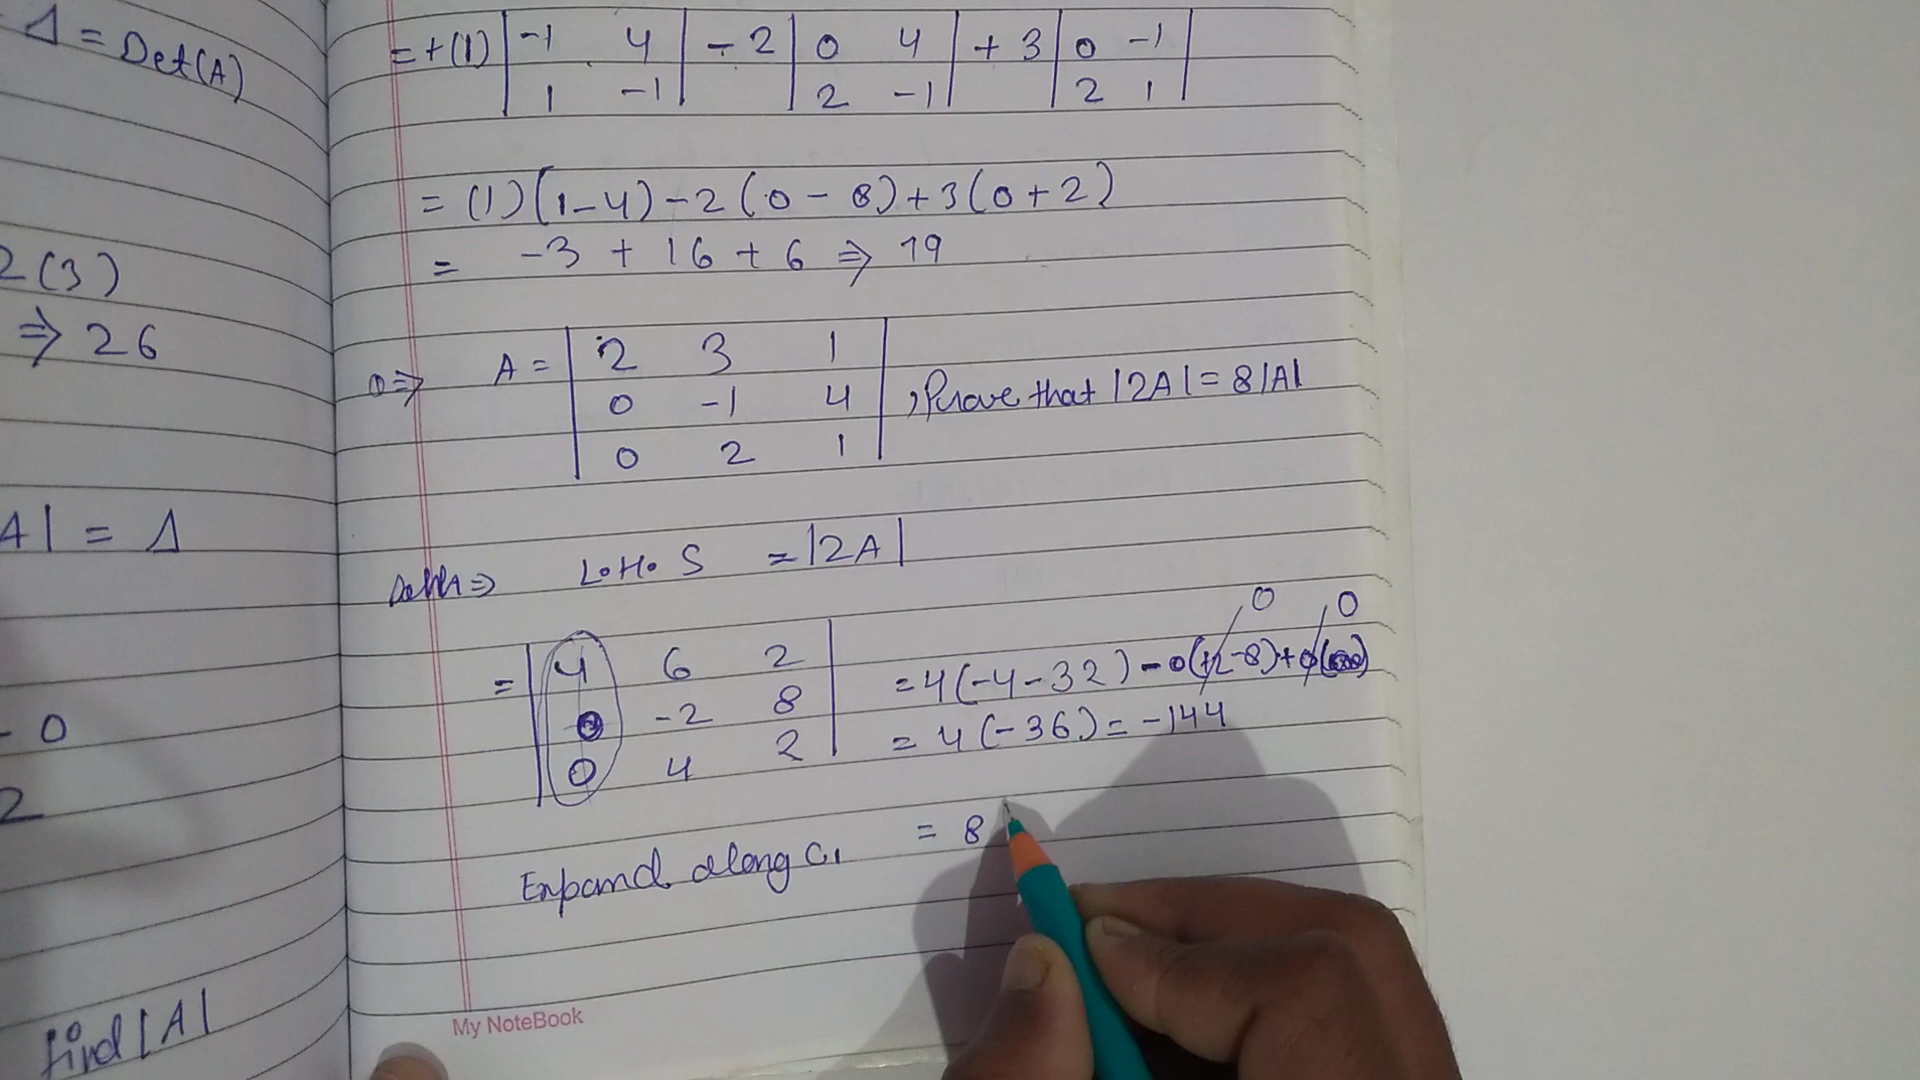 Δ = Det(A)
2(3)
⇒ 26
A| = Δ
- 0
2
find |A|
= +(1) | -1 4 | - 2 | 0 4 | + 3 | 0 -1 |
| 1 -1 | | 2 -1 | | 2 1 |
= (1)(1-4) - 2(0 - 8) + 3(0 + 2)
= -3 + 16 + 6 ⇒ 19
⇒ A = | 2 3 1 |
| 0 -1 4 | , Prove that |2A| = 8|A|
| 0 2 1 |
⇒ L.H.S = |2A|
= | 4 6 2 | = 4(-4-32) - 0(12-8) + 0( ) 0 0
| 0 -2 8 | = 4(-36) = -144
| 0 4 2 |
Expand along C1 = 8
My NoteBook